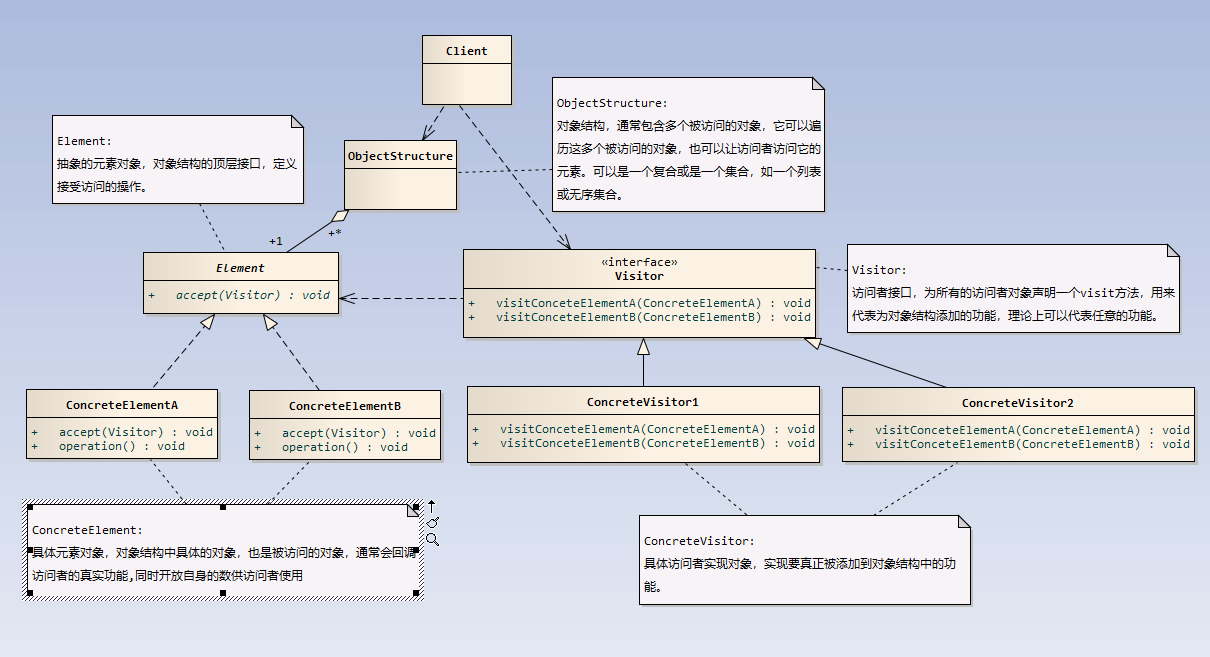 Client
ObjectStructure:
对象结构，通常包含多个被访问的对象，它可以遍
历这多个被访问的对象，也可以让访问者访问它的
元素。可以是一个复合或是一个集合，如一个列表
或无序集合。
Element:
抽象的元素对象，对象结构的顶层接口，定义
接受访问的操作。
ObjectStructure
+1
+*
Element
+ accept(Visitor) : void
«interface»
Visitor
+ visitConceteElementA(ConcreteElementA) : void
+ visitConceteElementB(ConcreteElementB) : void
Visitor:
访问者接口，为所有的访问者对象声明一个visit方法，用来
代表为对象结构添加的功能，理论上可以代表任意的功能。
ConcreteElementA
+ accept(Visitor) : void
+ operation() : void
ConcreteElementB
+ accept(Visitor) : void
+ operation() : void
ConcreteVisitor1
+ visitConceteElementA(ConcreteElementA) : void
+ visitConceteElementB(ConcreteElementB) : void
ConcreteVisitor2
+ visitConceteElementA(ConcreteElementA) : void
+ visitConceteElementB(ConcreteElementB) : void
ConcreteElement:
具体元素对象，对象结构中具体的对象，也是被访问的对象，通常会回调
访问者的真实功能,同时开放自身的数供访问者使用
ConcreteVisitor:
具体访问者实现对象，实现要真正被添加到对象结构中的功
能。